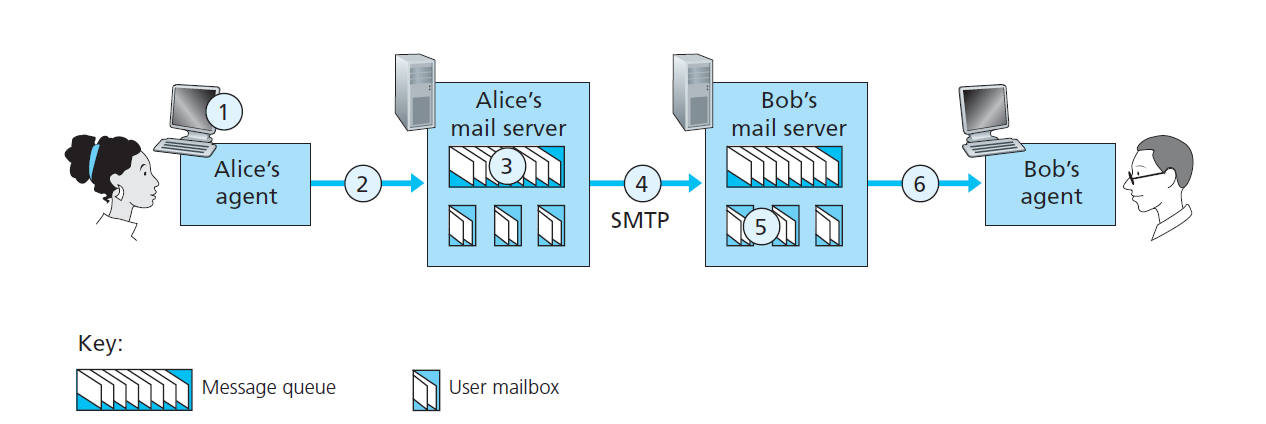 1
Alice's
agent
2
Alice's
mail server
3
4
SMTP
Bob's
mail server
5
6
Bob's
agent
Key:
Message queue
User mailbox